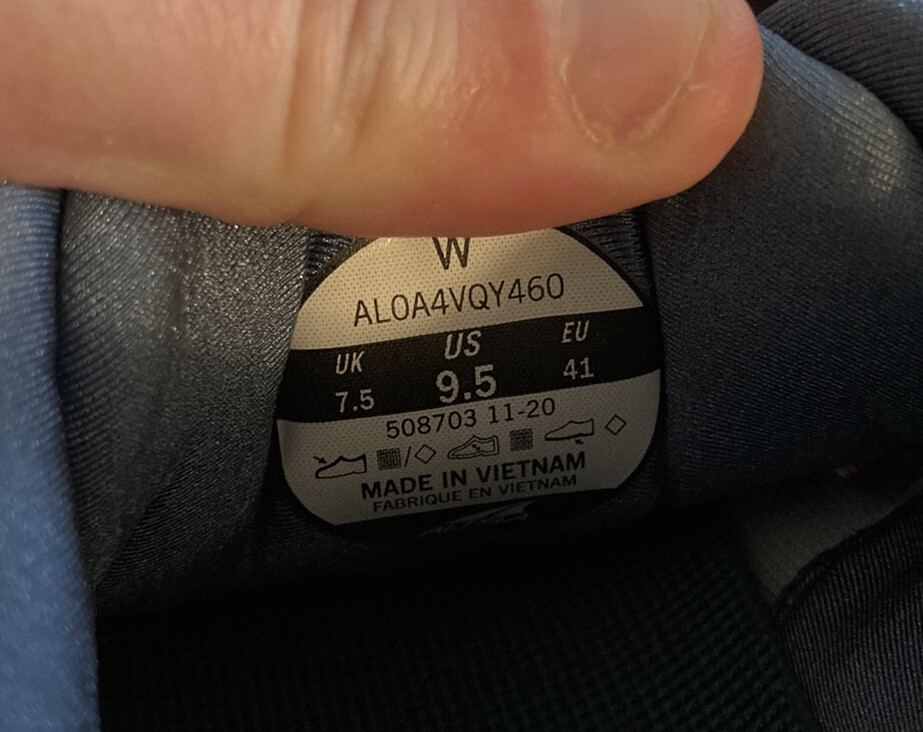 W
AL0A4VQY460
UK US EU
7.5 9.5 41
508703 11-20
/
MADE IN VIETNAM
FABRIQUE EN VIETNAM